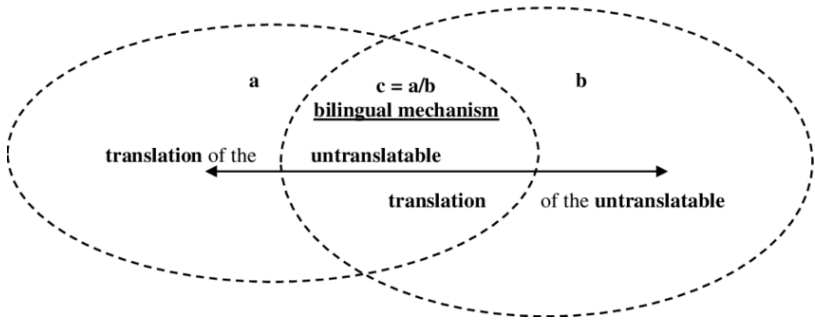 a
c = a/b
b
bilingual mechanism
translation of the untranslatable
translation of the untranslatable